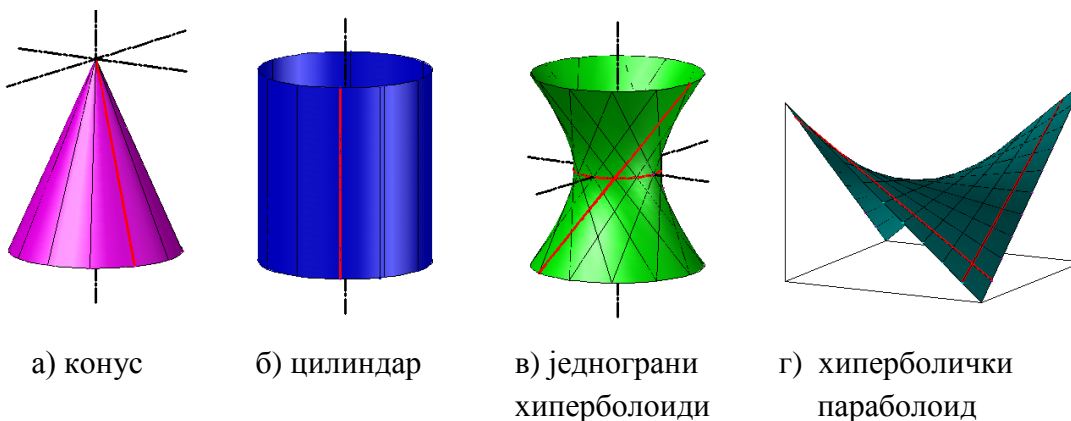 а) конус
б) цилиндар
в) једнограни
хиперболоиди
г) хиперболички
параболоид